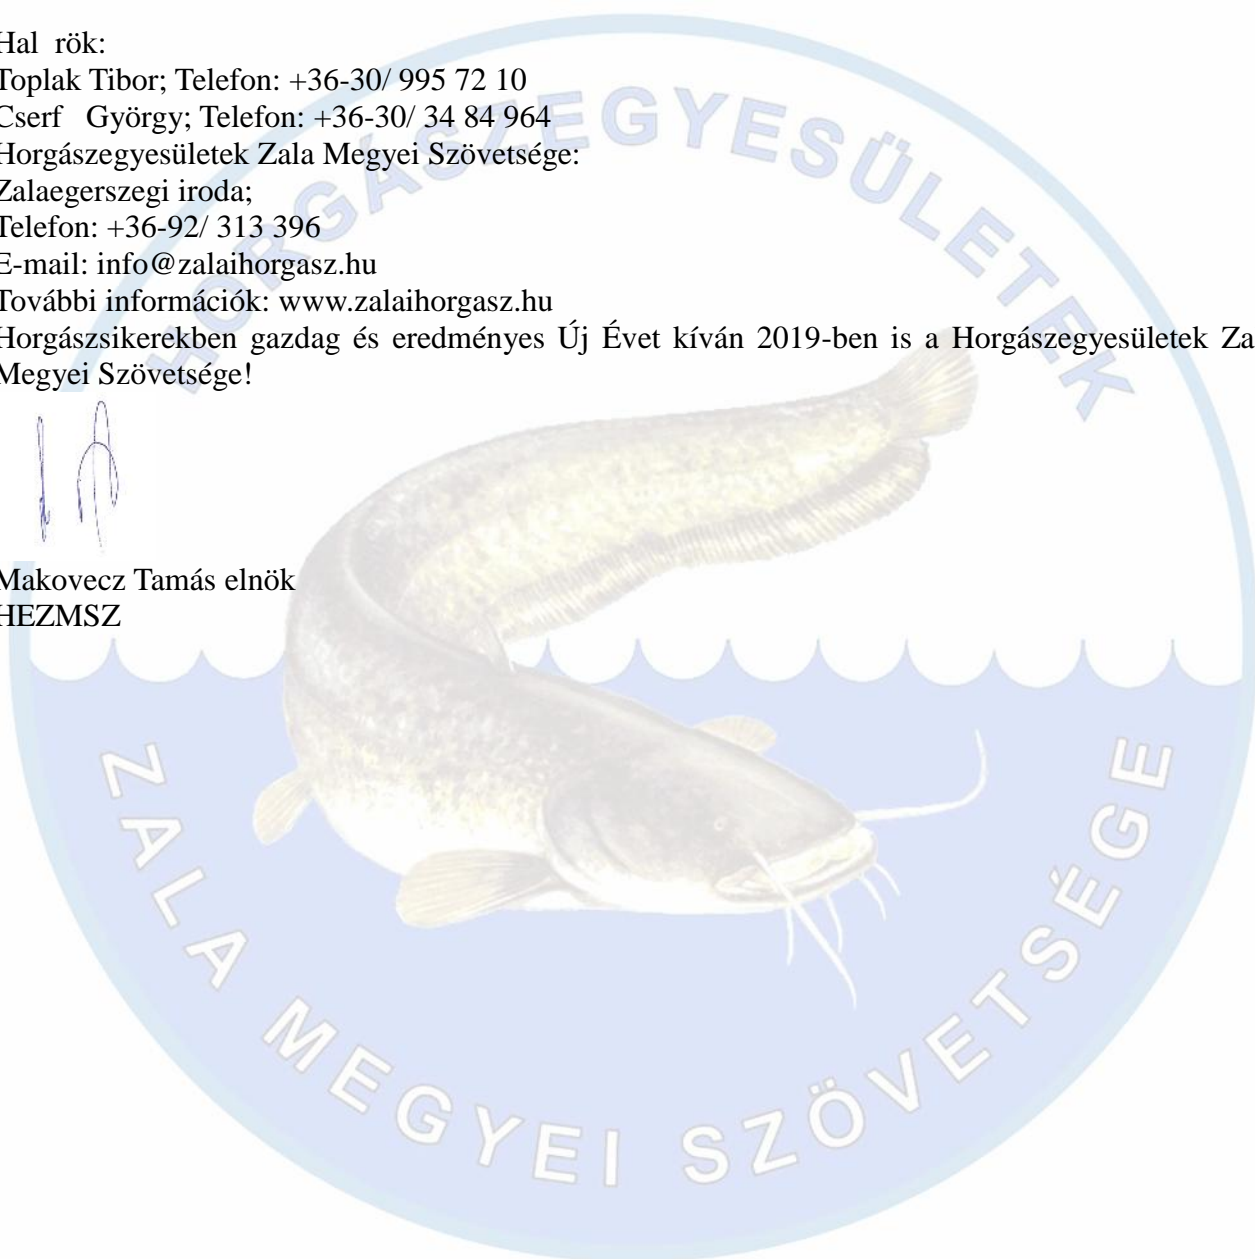 Hal rök:
Toplak Tibor; Telefon: +36-30/ 995 72 10
Cserf György; Telefon: +36-30/ 34 84 964
Horgászegyesületek Zala Megyei Szövetsége:
Zalaegerszegi iroda;
Telefon: +36-92/ 313 396
E-mail: info@zalaihorgasz.hu
További információk: www.zalaihorgasz.hu
Horgászsikerekben gazdag és eredményes Új Évet kíván 2019-ben is a Horgászegyesületek Za
Megyei Szövetsége!
Makovecz Tamás elnök
HEZMSZ
HORGÁSZEGYESÜLETEK
ZALA MEGYEI SZÖVETSÉGE